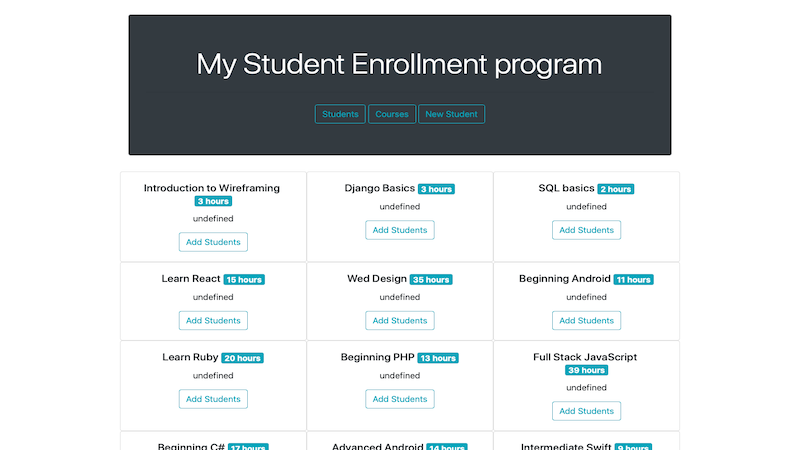 My Student Enrollment program
Students Courses New Student
Introduction to Wireframing
3 hours
undefined
Add Students
Django Basics 3 hours
undefined
Add Students
SQL basics 2 hours
undefined
Add Students
Learn React 15 hours
undefined
Add Students
Wed Design 35 hours
undefined
Add Students
Beginning Android 11 hours
undefined
Add Students
Learn Ruby 20 hours
undefined
Add Students
Beginning PHP 13 hours
undefined
Add Students
Full Stack JavaScript
39 hours
undefined
Add Students
Beginning C# 17 hours
Advanced Android 14 hours
Intermediate Swift 9 hours